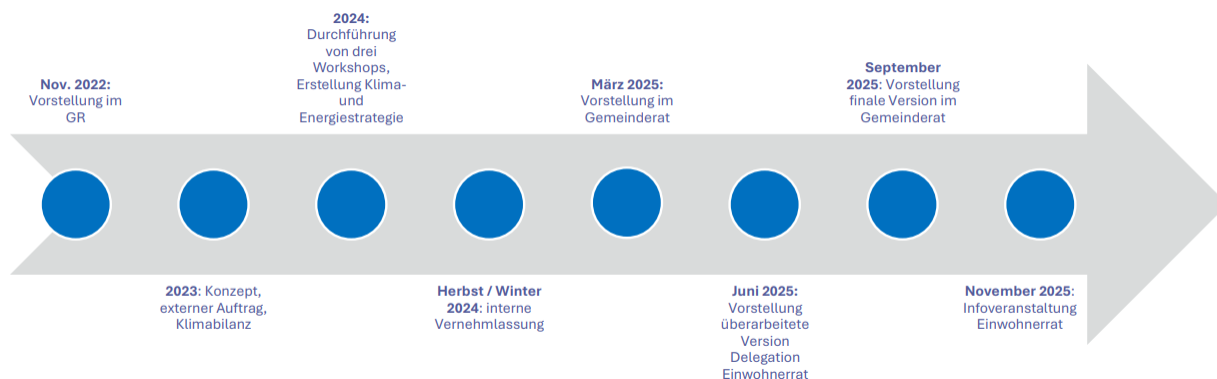 Nov. 2022:
Vorstellung im
GR
2023: Konzept,
externer Auftrag,
Klimabilanz
2024:
Durchführung
von drei
Workshops,
Erstellung Klima-
und
Energiestrategie
Herbst / Winter
2024: interne
Vernehmlassung
März 2025:
Vorstellung im
Gemeinderat
Juni 2025:
Vorstellung
überarbeitete
Version
Delegation
Einwohnerrat
September
2025: Vorstellung
finale Version im
Gemeinderat
November 2025:
Infoveranstaltung
Einwohnerrat